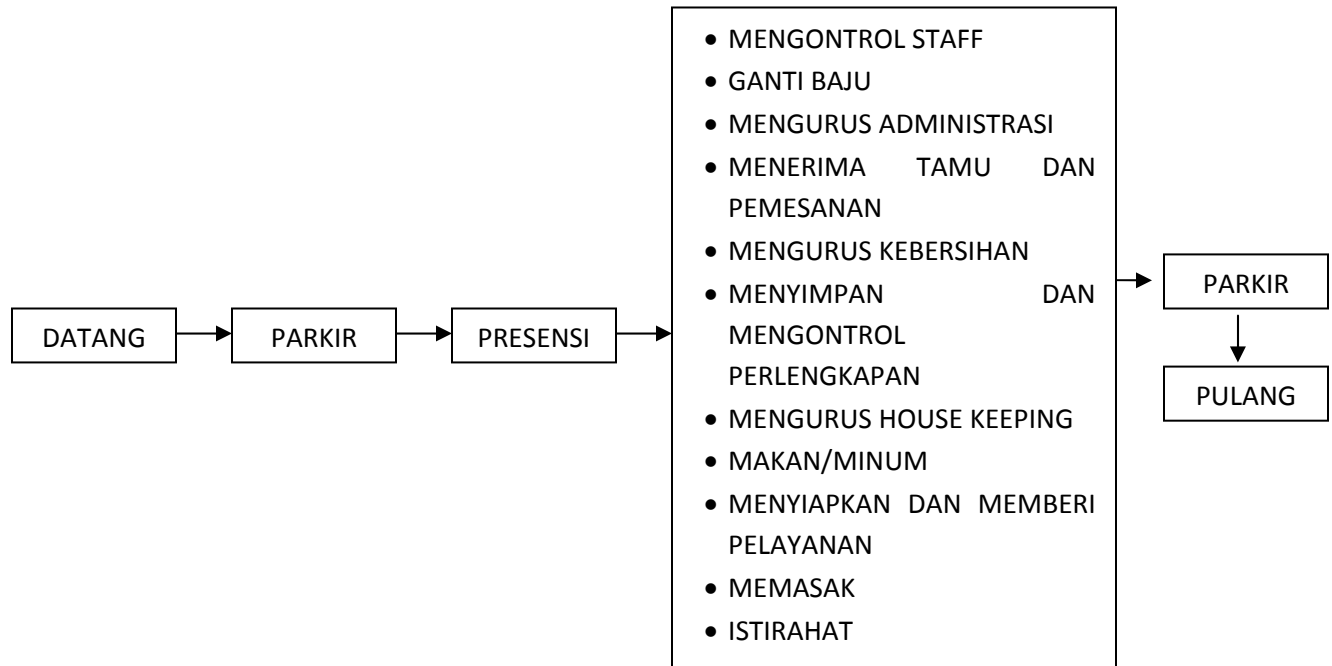 DATANG
PARKIR
PRESENSI
• MENGONTROL STAFF
• GANTI BAJU
• MENGURUS ADMINISTRASI
• MENERIMA TAMU DAN
PEMESANAN
• MENGURUS KEBERSIHAN
• MENYIMPAN DAN
MENGONTROL
PERLENGKAPAN
• MENGURUS HOUSE KEEPING
• MAKAN/MINUM
• MENYIAPKAN DAN MEMBERI
PELAYANAN
• MEMASAK
• ISTIRAHAT
PARKIR
PULANG